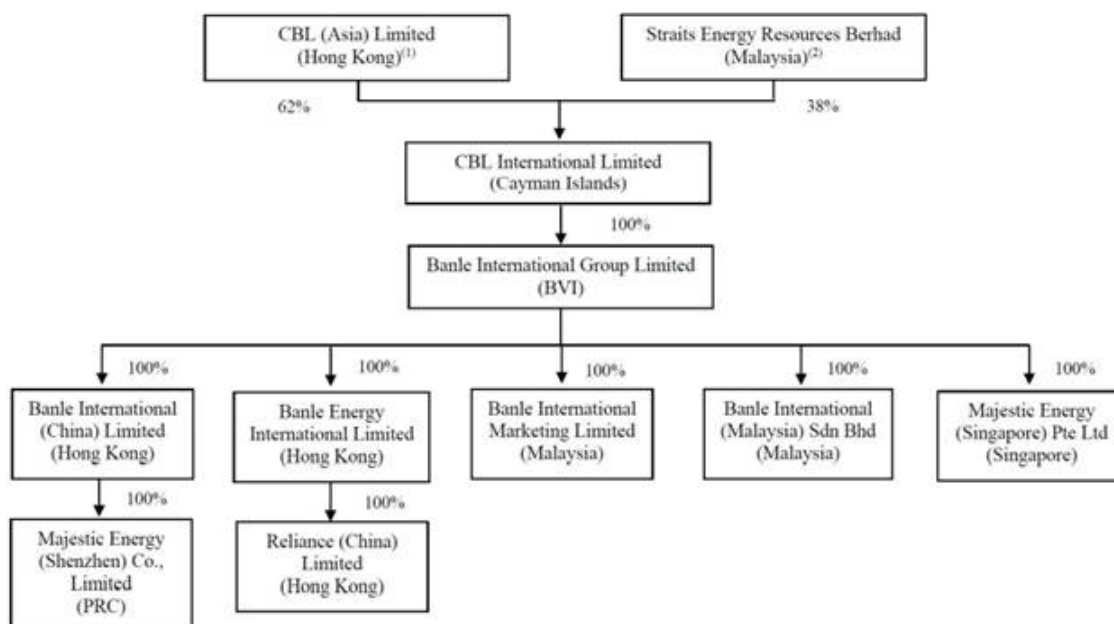 CBL (Asia) Limited
(Hong Kong)(1)
Straits Energy Resources Berhad
(Malaysia)(2)
62%
38%
CBL International Limited
(Cayman Islands)
100%
Banle International Group Limited
(BVI)
100%
100%
100%
100%
100%
Banle International
(China) Limited
(Hong Kong)
Banle Energy
International Limited
(Hong Kong)
Banle International
Marketing Limited
(Malaysia)
Banle International
(Malaysia) Sdn Bhd
(Malaysia)
Majestic Energy
(Singapore) Pte Ltd
(Singapore)
100%
100%
Majestic Energy
(Shenzhen) Co.,
Limited
(PRC)
Reliance (China)
Limited
(Hong Kong)